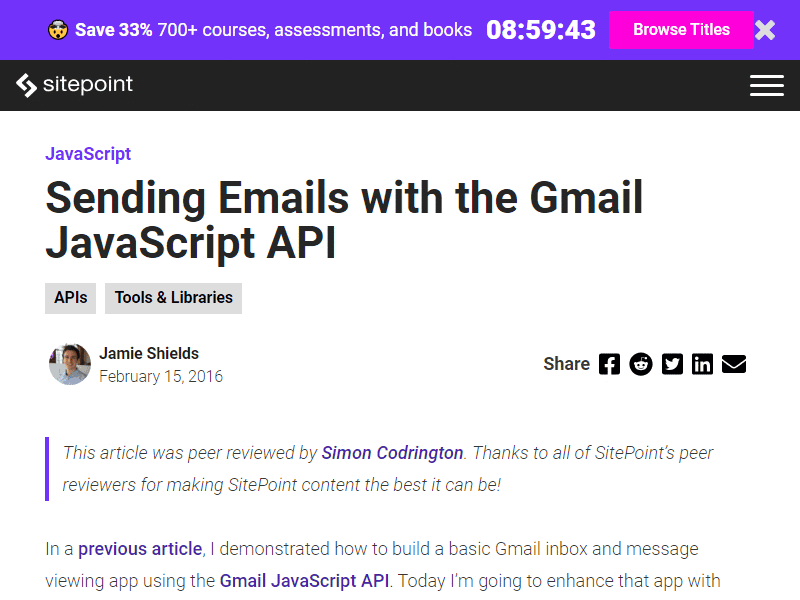 Save 33% 700+ courses, assessments, and books 08:59:43 Browse Titles
sitepoint
JavaScript
Sending Emails with the Gmail
JavaScript API
APIs Tools & Libraries
Jamie Shields
February 15, 2016
Share
This article was peer reviewed by Simon Codrington. Thanks to all of SitePoint’s peer
reviewers for making SitePoint content the best it can be!
In a previous article, I demonstrated how to build a basic Gmail inbox and message
viewing app using the Gmail JavaScript API. Today I’m going to enhance that app with